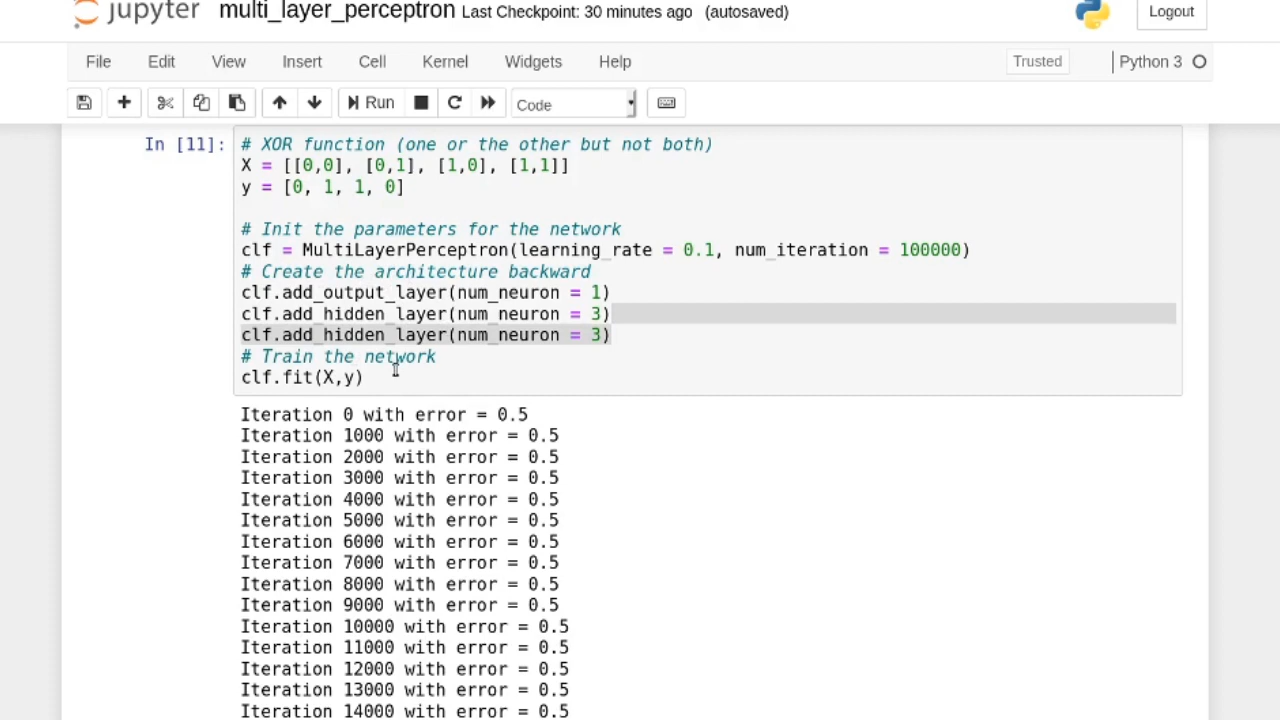 jupyter multi_layer_perceptron Last Checkpoint: 30 minutes ago (autosaved) Logout
File Edit View Insert Cell Kernel Widgets Help Trusted Python 3
Run Code
In [11]: # XOR function (one or the other but not both)
X = [[0,0], [0,1], [1,0], [1,1]]
y = [0, 1, 1, 0]
# Init the parameters for the network
clf = MultiLayerPerceptron(learning_rate = 0.1, num_iteration = 100000)
# Create the architecture backward
clf.add_output_layer(num_neuron = 1)
clf.add_hidden_layer(num_neuron = 3)
clf.add_hidden_layer(num_neuron = 3)
# Train the network
clf.fit(X,y)
Iteration 0 with error = 0.5
Iteration 1000 with error = 0.5
Iteration 2000 with error = 0.5
Iteration 3000 with error = 0.5
Iteration 4000 with error = 0.5
Iteration 5000 with error = 0.5
Iteration 6000 with error = 0.5
Iteration 7000 with error = 0.5
Iteration 8000 with error = 0.5
Iteration 9000 with error = 0.5
Iteration 10000 with error = 0.5
Iteration 11000 with error = 0.5
Iteration 12000 with error = 0.5
Iteration 13000 with error = 0.5
Iteration 14000 with error = 0.5